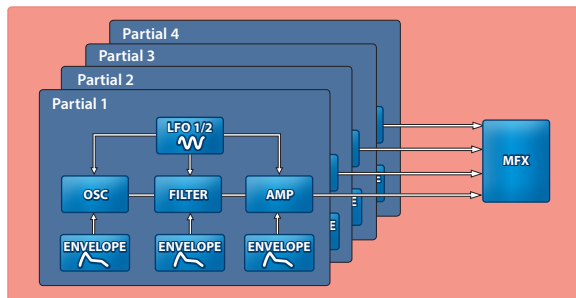 Partial 4
Partial 3
Partial 2
Partial 1
LFO 1/2
OSC
FILTER
AMP
MFX
ENVELOPE
ENVELOPE
ENVELOPE